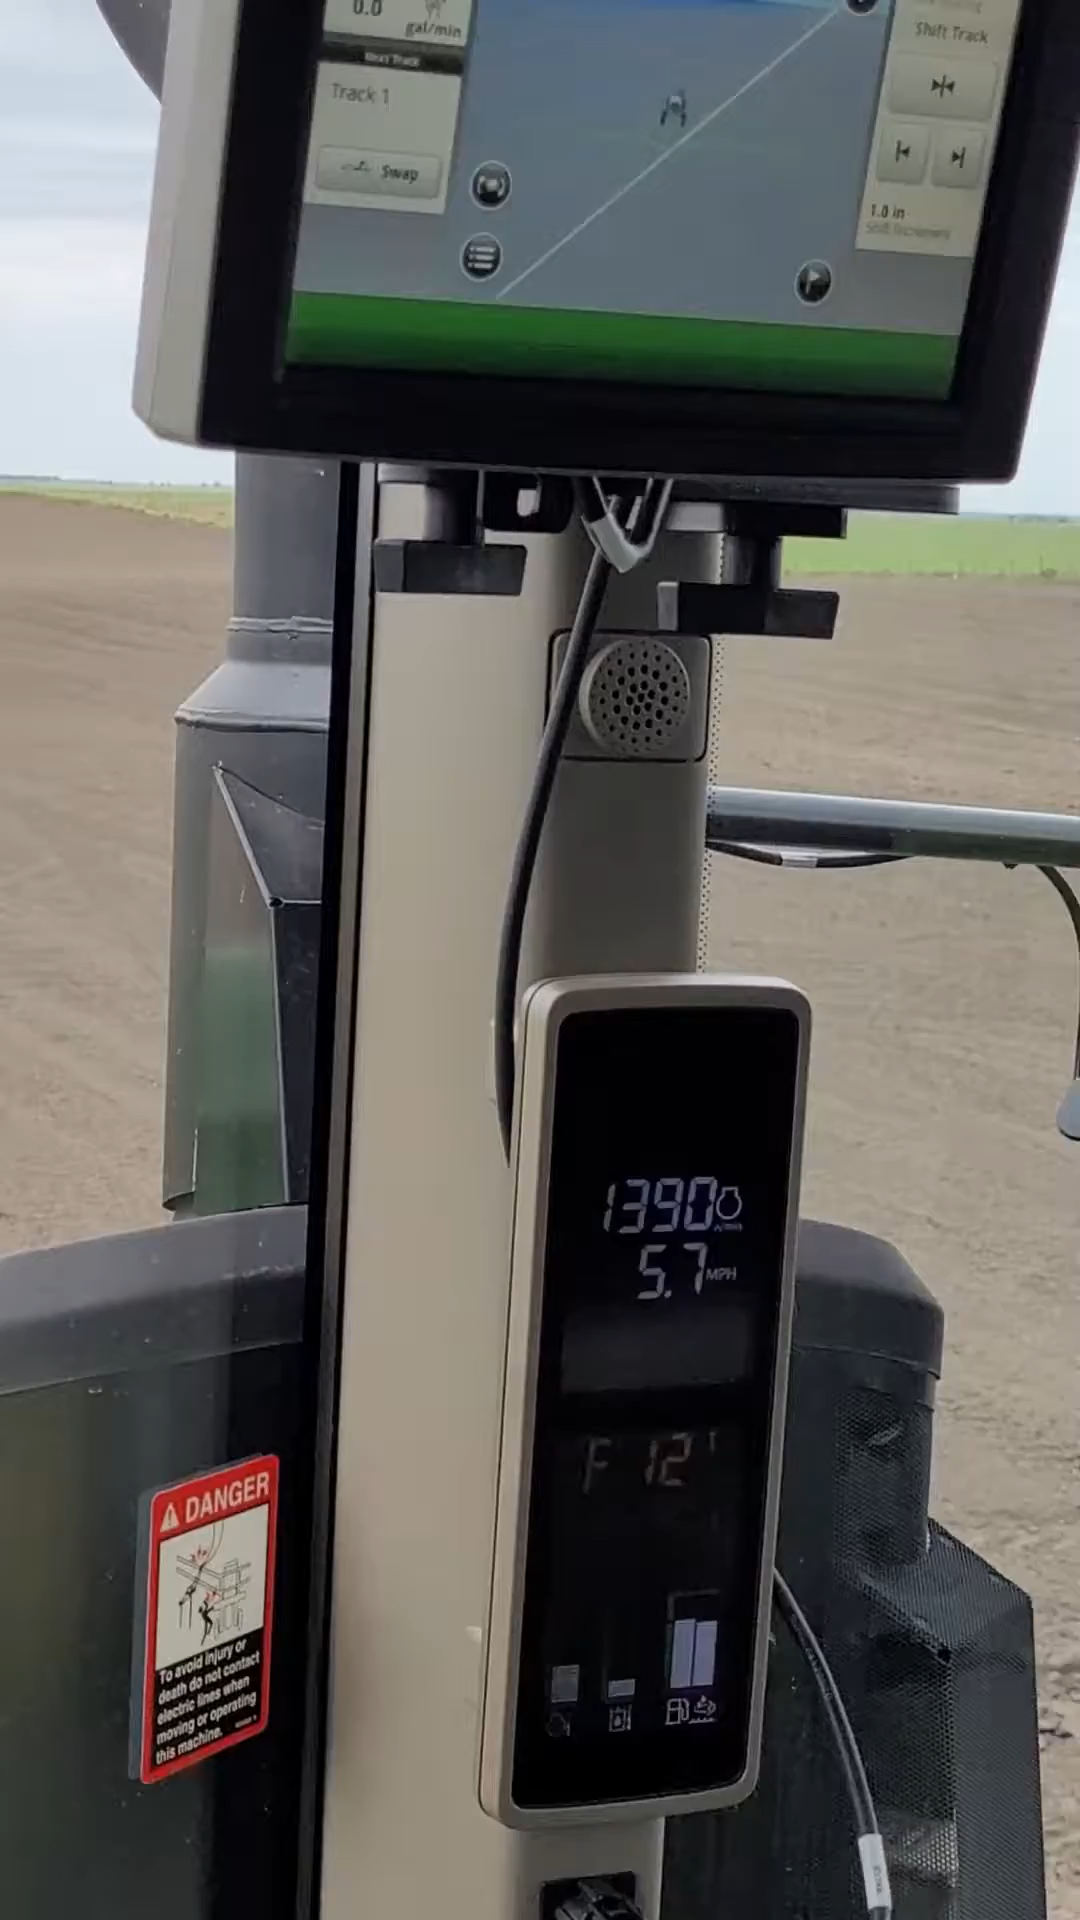 0.0
gal/min
Next Track
Track 1
Swap
Shift Track
1.0 in
Shift Increment
1390
5.7 MPH
F 12
DANGER
To avoid injury or
death do not contact
electric lines when
moving or operating
this machine.